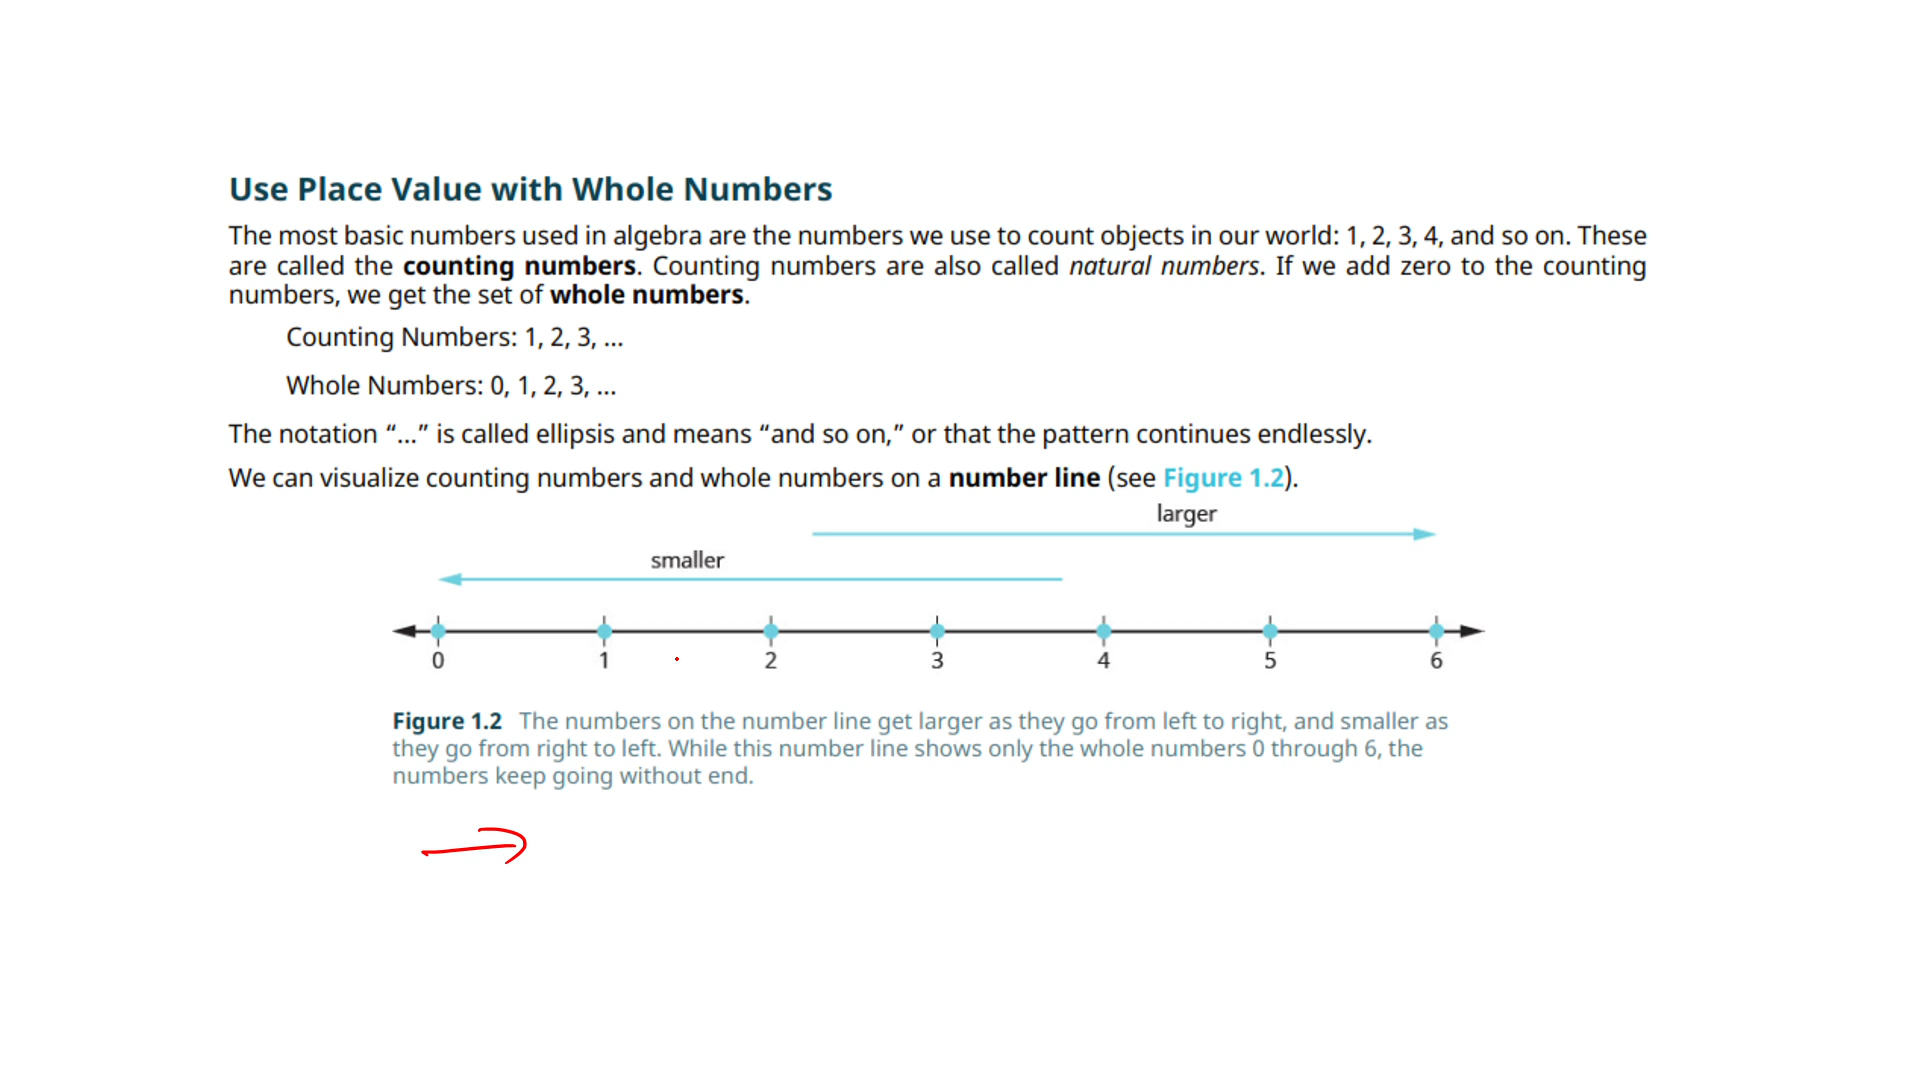 Use Place Value with Whole Numbers
The most basic numbers used in algebra are the numbers we use to count objects in our world: 1, 2, 3, 4, and so on. These
are called the counting numbers. Counting numbers are also called natural numbers. If we add zero to the counting
numbers, we get the set of whole numbers.
Counting Numbers: 1, 2, 3, …
Whole Numbers: 0, 1, 2, 3, …
The notation “…” is called ellipsis and means “and so on,” or that the pattern continues endlessly.
We can visualize counting numbers and whole numbers on a number line (see Figure 1.2).
larger
smaller
0 1 2 3 4 5 6
Figure 1.2 The numbers on the number line get larger as they go from left to right, and smaller as
they go from right to left. While this number line shows only the whole numbers 0 through 6, the
numbers keep going without end.